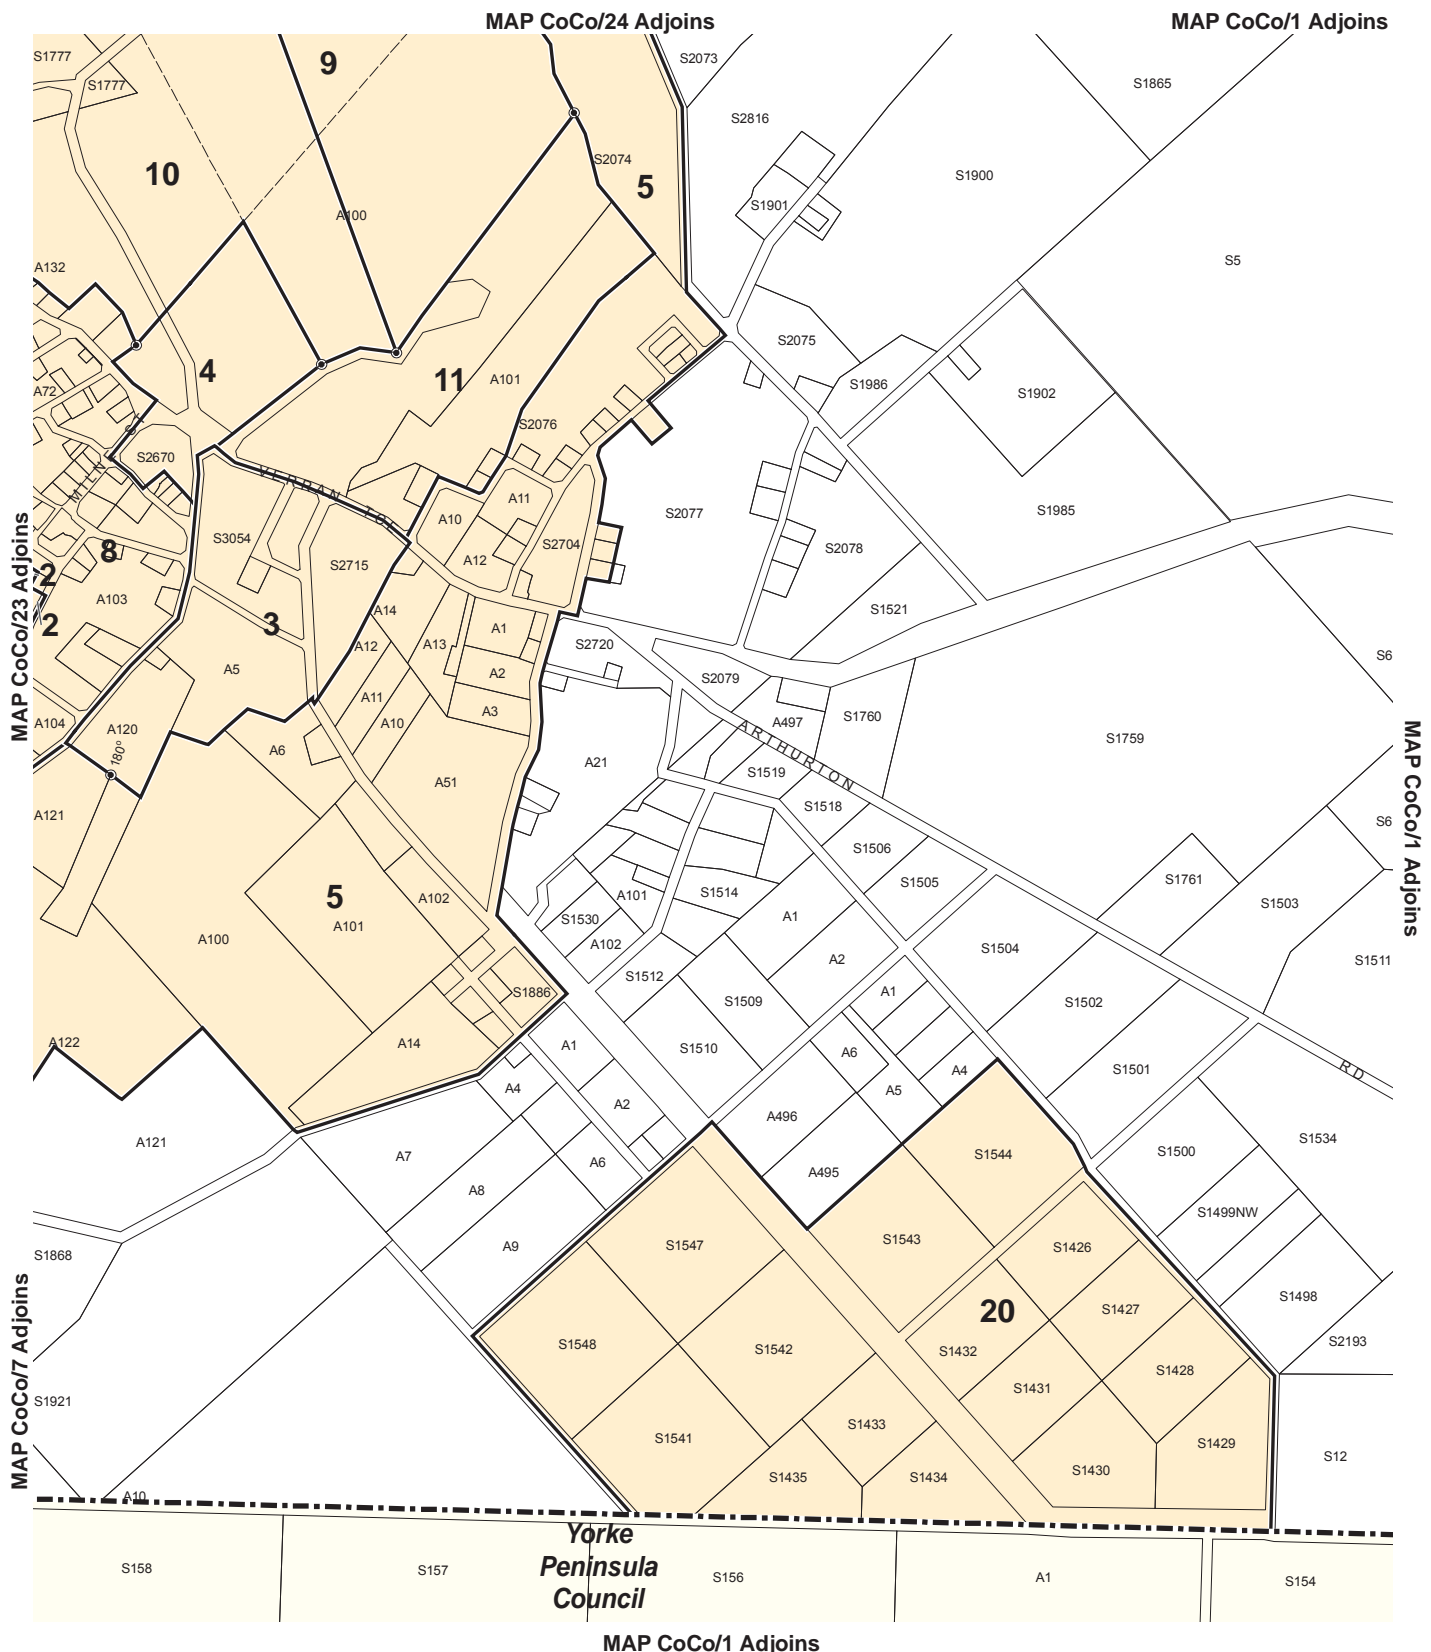 MAP CoCo/24 Adjoins
MAP CoCo/1 Adjoins
S1777
9
S2073
S1777
S1865
S2816
S2074
10
5
S1900
S1901
A100
S5
A132
S2075
4
11
A101
S1986
A72
S1902
S2076
S2670
MILNE ST
VERRAN TCE
A11
A10
S2077
S1985
S3054
S2704
S2078
8
A12
S2715
2
MAP CoCo/23 Adjoins
A103
A14
S1521
2
3
A1
A12
A13
S2720
S6
A5
A2
S2079
A11
A3
A104
A120
A10
A497
S1760
A6
S1759
180°
ARTHURTON
A51
A21
S1519
S1518
MAP CoCo/1 Adjoins
A121
S6
S1506
S1505
S1761
5
A102
A101
S1514
S1503
A101
S1530
A1
A100
A102
S1504
A2
S1511
S1512
S1886
A1
S1509
S1502
A122
A14
A1
S1510
A6
A4
S1501
RD
A4
A5
A2
A496
A121
S1534
A7
S1544
S1500
A6
A495
A8
S1499NW
S1543
A9
S1547
S1426
S1868
S1498
20
S1427
MAP CoCo/7 Adjoins
S1548
S1542
S1432
S2193
S1428
S1431
S1921
S1433
S1541
S1429
S12
S1435
S1434
S1430
A10
Yorke
Peninsula
Council
S158
S157
S156
A1
S154
MAP CoCo/1 Adjoins